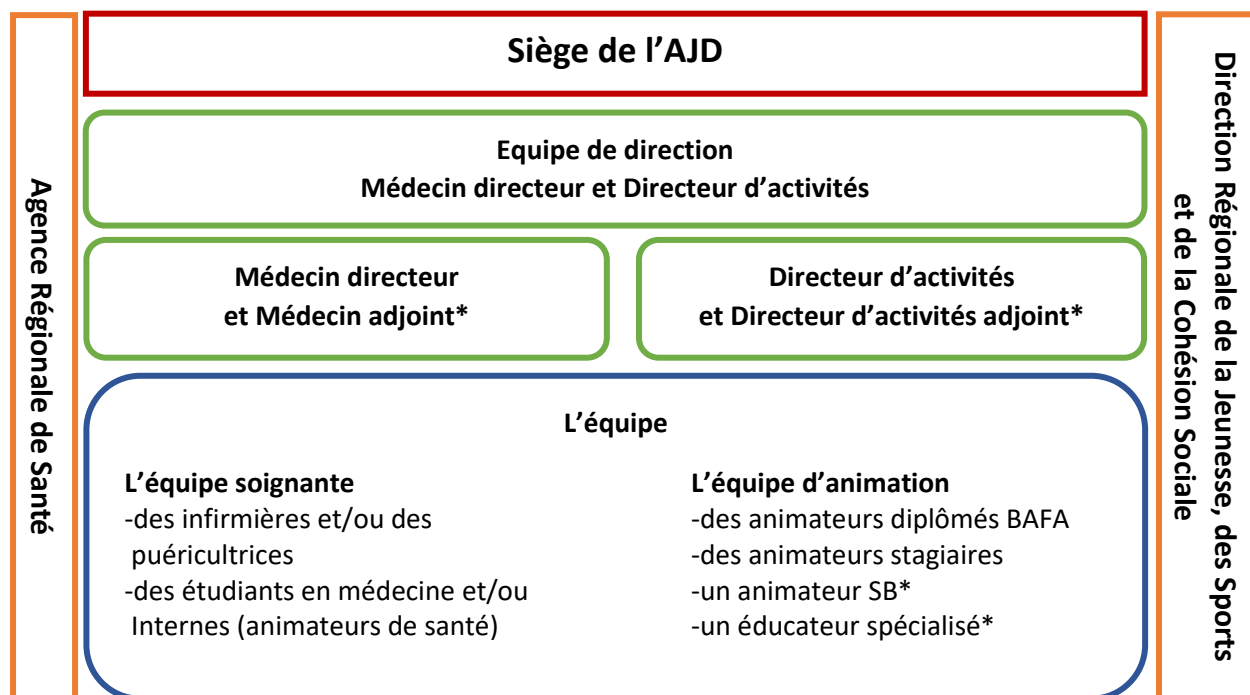 Siège de l’AJD
Agence Régionale de Santé
Equipe de direction
Médecin directeur et Directeur d’activités
Médecin directeur
et Médecin adjoint*
Directeur d’activités
et Directeur d’activités adjoint*
L’équipe
L’équipe soignante
-des infirmières et/ou des
puéricultrices
-des étudiants en médecine et/ou
Internes (animateurs de santé)
L’équipe d’animation
-des animateurs diplômés BAFA
-des animateurs stagiaires
-un animateur SB*
-un éducateur spécialisé*
Direction Régionale de la Jeunesse, des Sports
et de la Cohésion Sociale